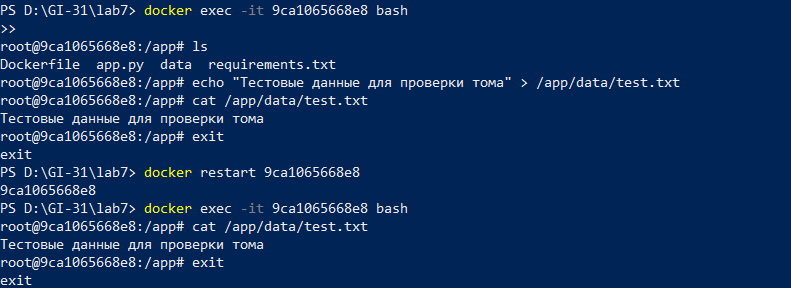 PS D:\GI-31\lab7> docker exec -it 9ca1065668e8 bash
>>
root@9ca1065668e8:/app# ls
Dockerfile  app.py  data  requirements.txt
root@9ca1065668e8:/app# echo "Тестовые данные для проверки тома" > /app/data/test.txt
root@9ca1065668e8:/app# cat /app/data/test.txt
Тестовые данные для проверки тома
root@9ca1065668e8:/app# exit
exit
PS D:\GI-31\lab7> docker restart 9ca1065668e8
9ca1065668e8
PS D:\GI-31\lab7> docker exec -it 9ca1065668e8 bash
root@9ca1065668e8:/app# cat /app/data/test.txt
Тестовые данные для проверки тома
root@9ca1065668e8:/app# exit
exit